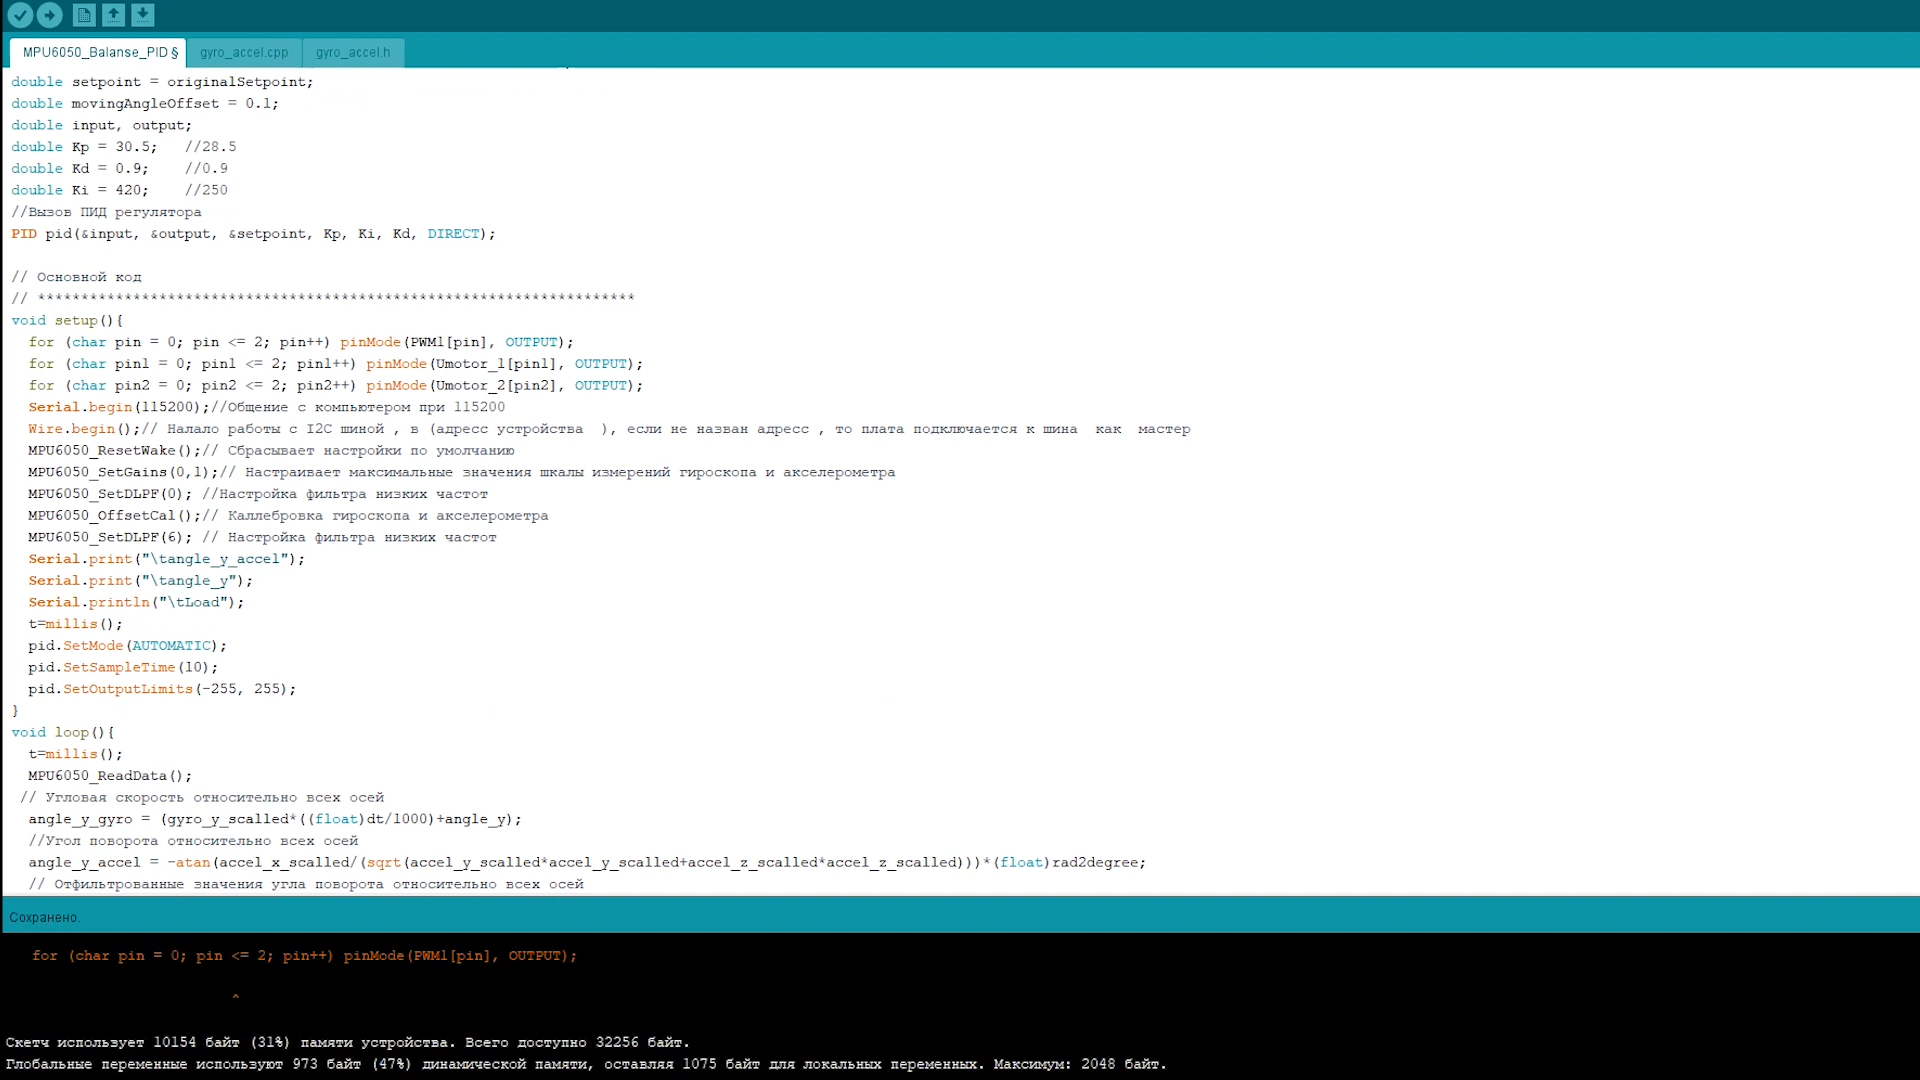 MPU6050_Balanse_PID §
gyro_accel.cpp
gyro_accel.h
double setpoint = originalSetpoint;
double movingAngleOffset = 0.1;
double input, output;
double Kp = 30.5;   //28.5
double Kd = 0.9;    //0.9
double Ki = 420;    //250
//Вызов ПИД регулятора
PID pid(&input, &output, &setpoint, Kp, Ki, Kd, DIRECT);
// Основной код
// *********************************************************************
void setup(){
for (char pin = 0; pin <= 2; pin++) pinMode(PWM1[pin], OUTPUT);
for (char pin1 = 0; pin1 <= 2; pin1++) pinMode(Umotor_1[pin1], OUTPUT);
for (char pin2 = 0; pin2 <= 2; pin2++) pinMode(Umotor_2[pin2], OUTPUT);
Serial.begin(115200);//Общение с компьютером при 115200
Wire.begin();// Налало работы с I2C шиной , в (адресс устройства  ), если не назван адресс , то плата подключается к шина  как  мастер
MPU6050_ResetWake();// Сбрасывает настройки по умолчанию
MPU6050_SetGains(0,1);// Настраивает максимальные значения шкалы измерений гироскопа и акселерометра
MPU6050_SetDLPF(0); //Настройка фильтра низких частот
MPU6050_OffsetCal();// Каллебровка гироскопа и акселерометра
MPU6050_SetDLPF(6); // Настройка фильтра низких частот
Serial.print("\tangle_y_accel");
Serial.print("\tangle_y");
Serial.println("\tLoad");
t=millis();
pid.SetMode(AUTOMATIC);
pid.SetSampleTime(10);
pid.SetOutputLimits(-255, 255);
}
void loop(){
t=millis();
MPU6050_ReadData();
// Угловая скорость относительно всех осей
angle_y_gyro = (gyro_y_scalled*((float)dt/1000)+angle_y);
//Угол поворота относительно всех осей
angle_y_accel = -atan(accel_x_scalled/(sqrt(accel_y_scalled*accel_y_scalled+accel_z_scalled*accel_z_scalled)))*(float)rad2degree;
// Отфильтрованные значения угла поворота относительно всех осей
Сохранено.
for (char pin = 0; pin <= 2; pin++) pinMode(PWM1[pin], OUTPUT);
^
Скетч использует 10154 байт (31%) памяти устройства. Всего доступно 32256 байт.
Глобальные переменные используют 973 байт (47%) динамической памяти, оставляя 1075 байт для локальных переменных. Максимум: 2048 байт.